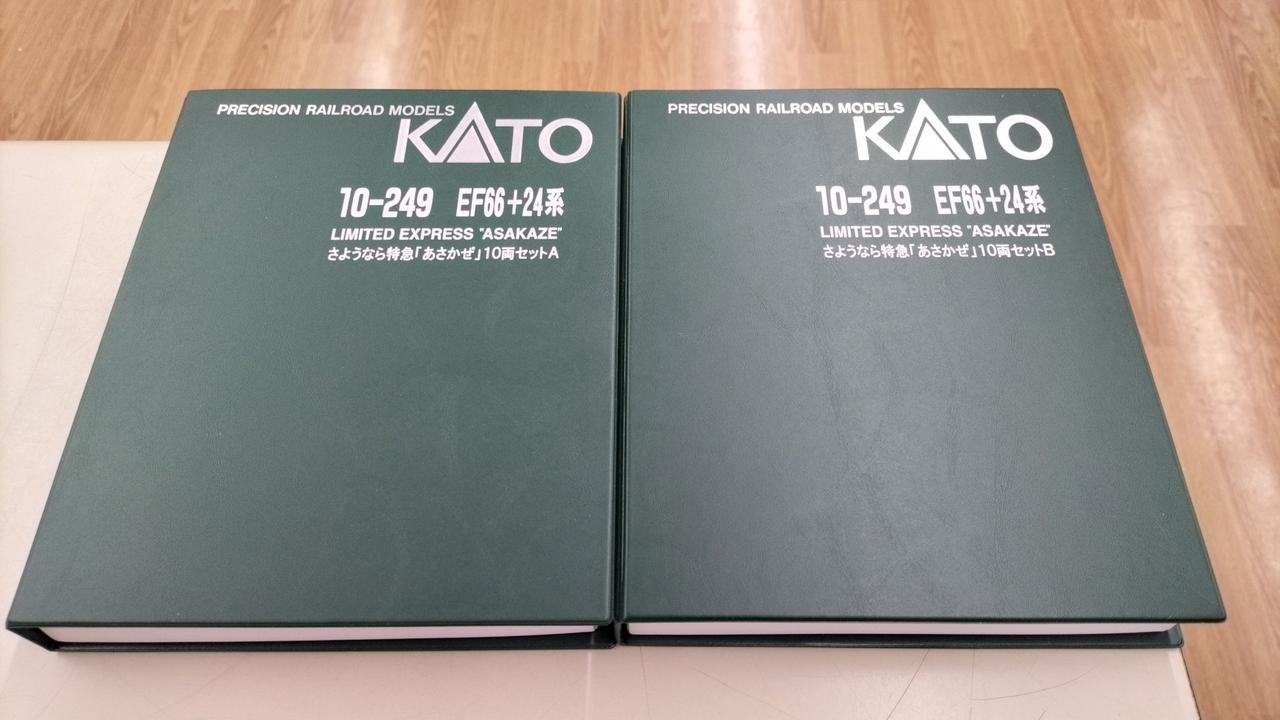 PRECISION RAILROAD MODELS
KATO
10-249 EF66+24系
LIMITED EXPRESS "ASAKAZE"
さようなら特急「あさかぜ」10両セットA
PRECISION RAILROAD MODELS
KATO
10-249 EF66+24系
LIMITED EXPRESS "ASAKAZE"
さようなら特急「あさかぜ」10両セットB